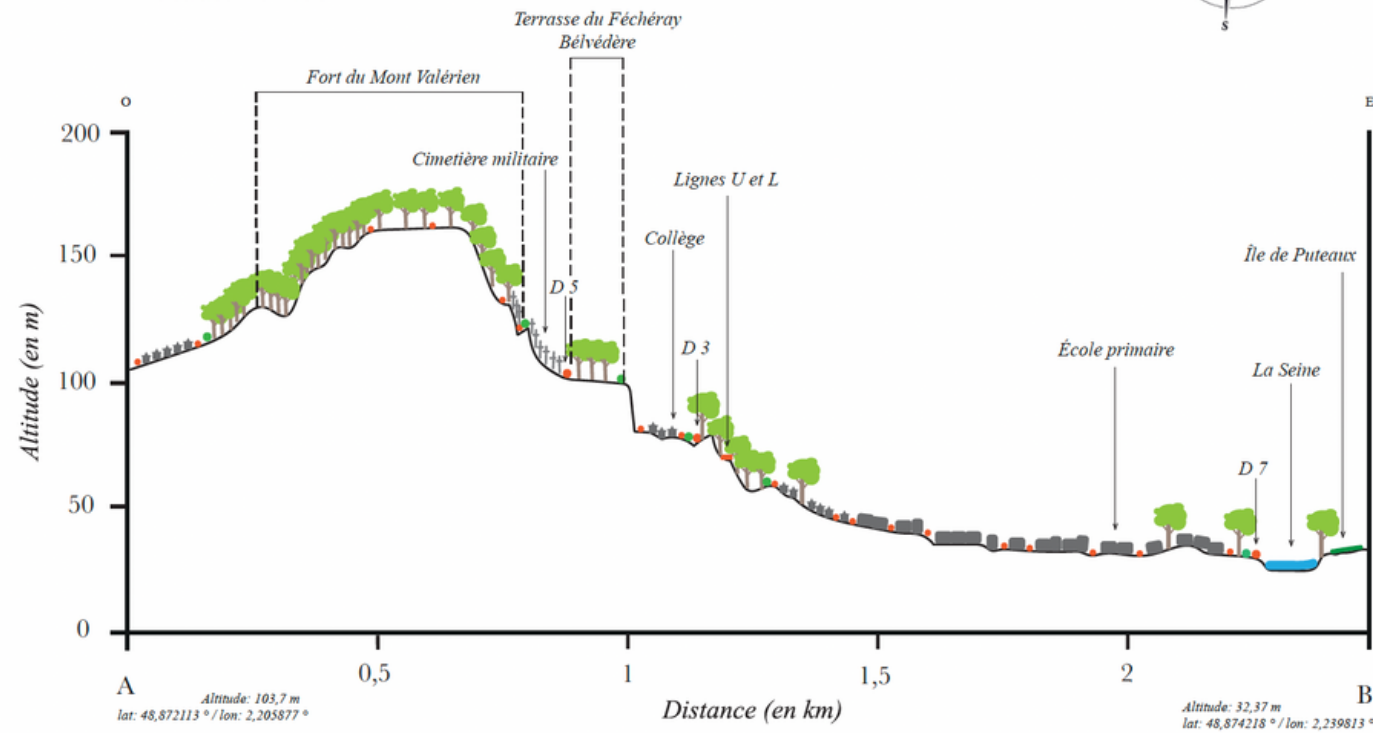 S
Terrasse du Féchéray
Bélvédère
Fort du Mont Valérien
O
E
200
Cimetière militaire
Lignes U et L
Collège
150
Île de Puteaux
D 5
D 3
École primaire
La Seine
100
D 7
50
0
Altitude (en m)
0,5
1
1,5
2
A
B
Altitude: 103,7 m
lat: 48,872113 ° / lon: 2,205877 °
Distance (en km)
Altitude: 32,37 m
lat: 48,874218 ° / lon: 2,239813 °